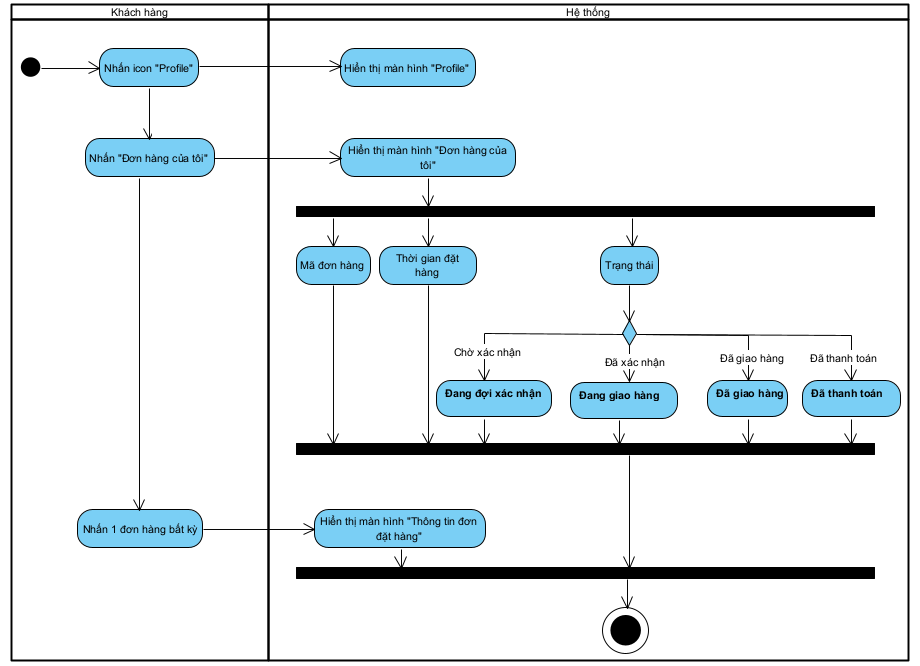 Khách hàng
Hệ thống
Nhấn icon "Profile"
Hiển thị màn hình "Profile"
Nhấn "Đơn hàng của tôi"
Hiển thị màn hình "Đơn hàng của
tôi"
Mã đơn hàng
Thời gian đặt
hàng
Trạng thái
Chờ xác nhận
Đã xác nhận
Đã giao hàng
Đã thanh toán
Đang đợi xác nhận
Đang giao hàng
Đã giao hàng
Đã thanh toán
Nhấn 1 đơn hàng bất kỳ
Hiển thị màn hình "Thông tin đơn
đặt hàng"